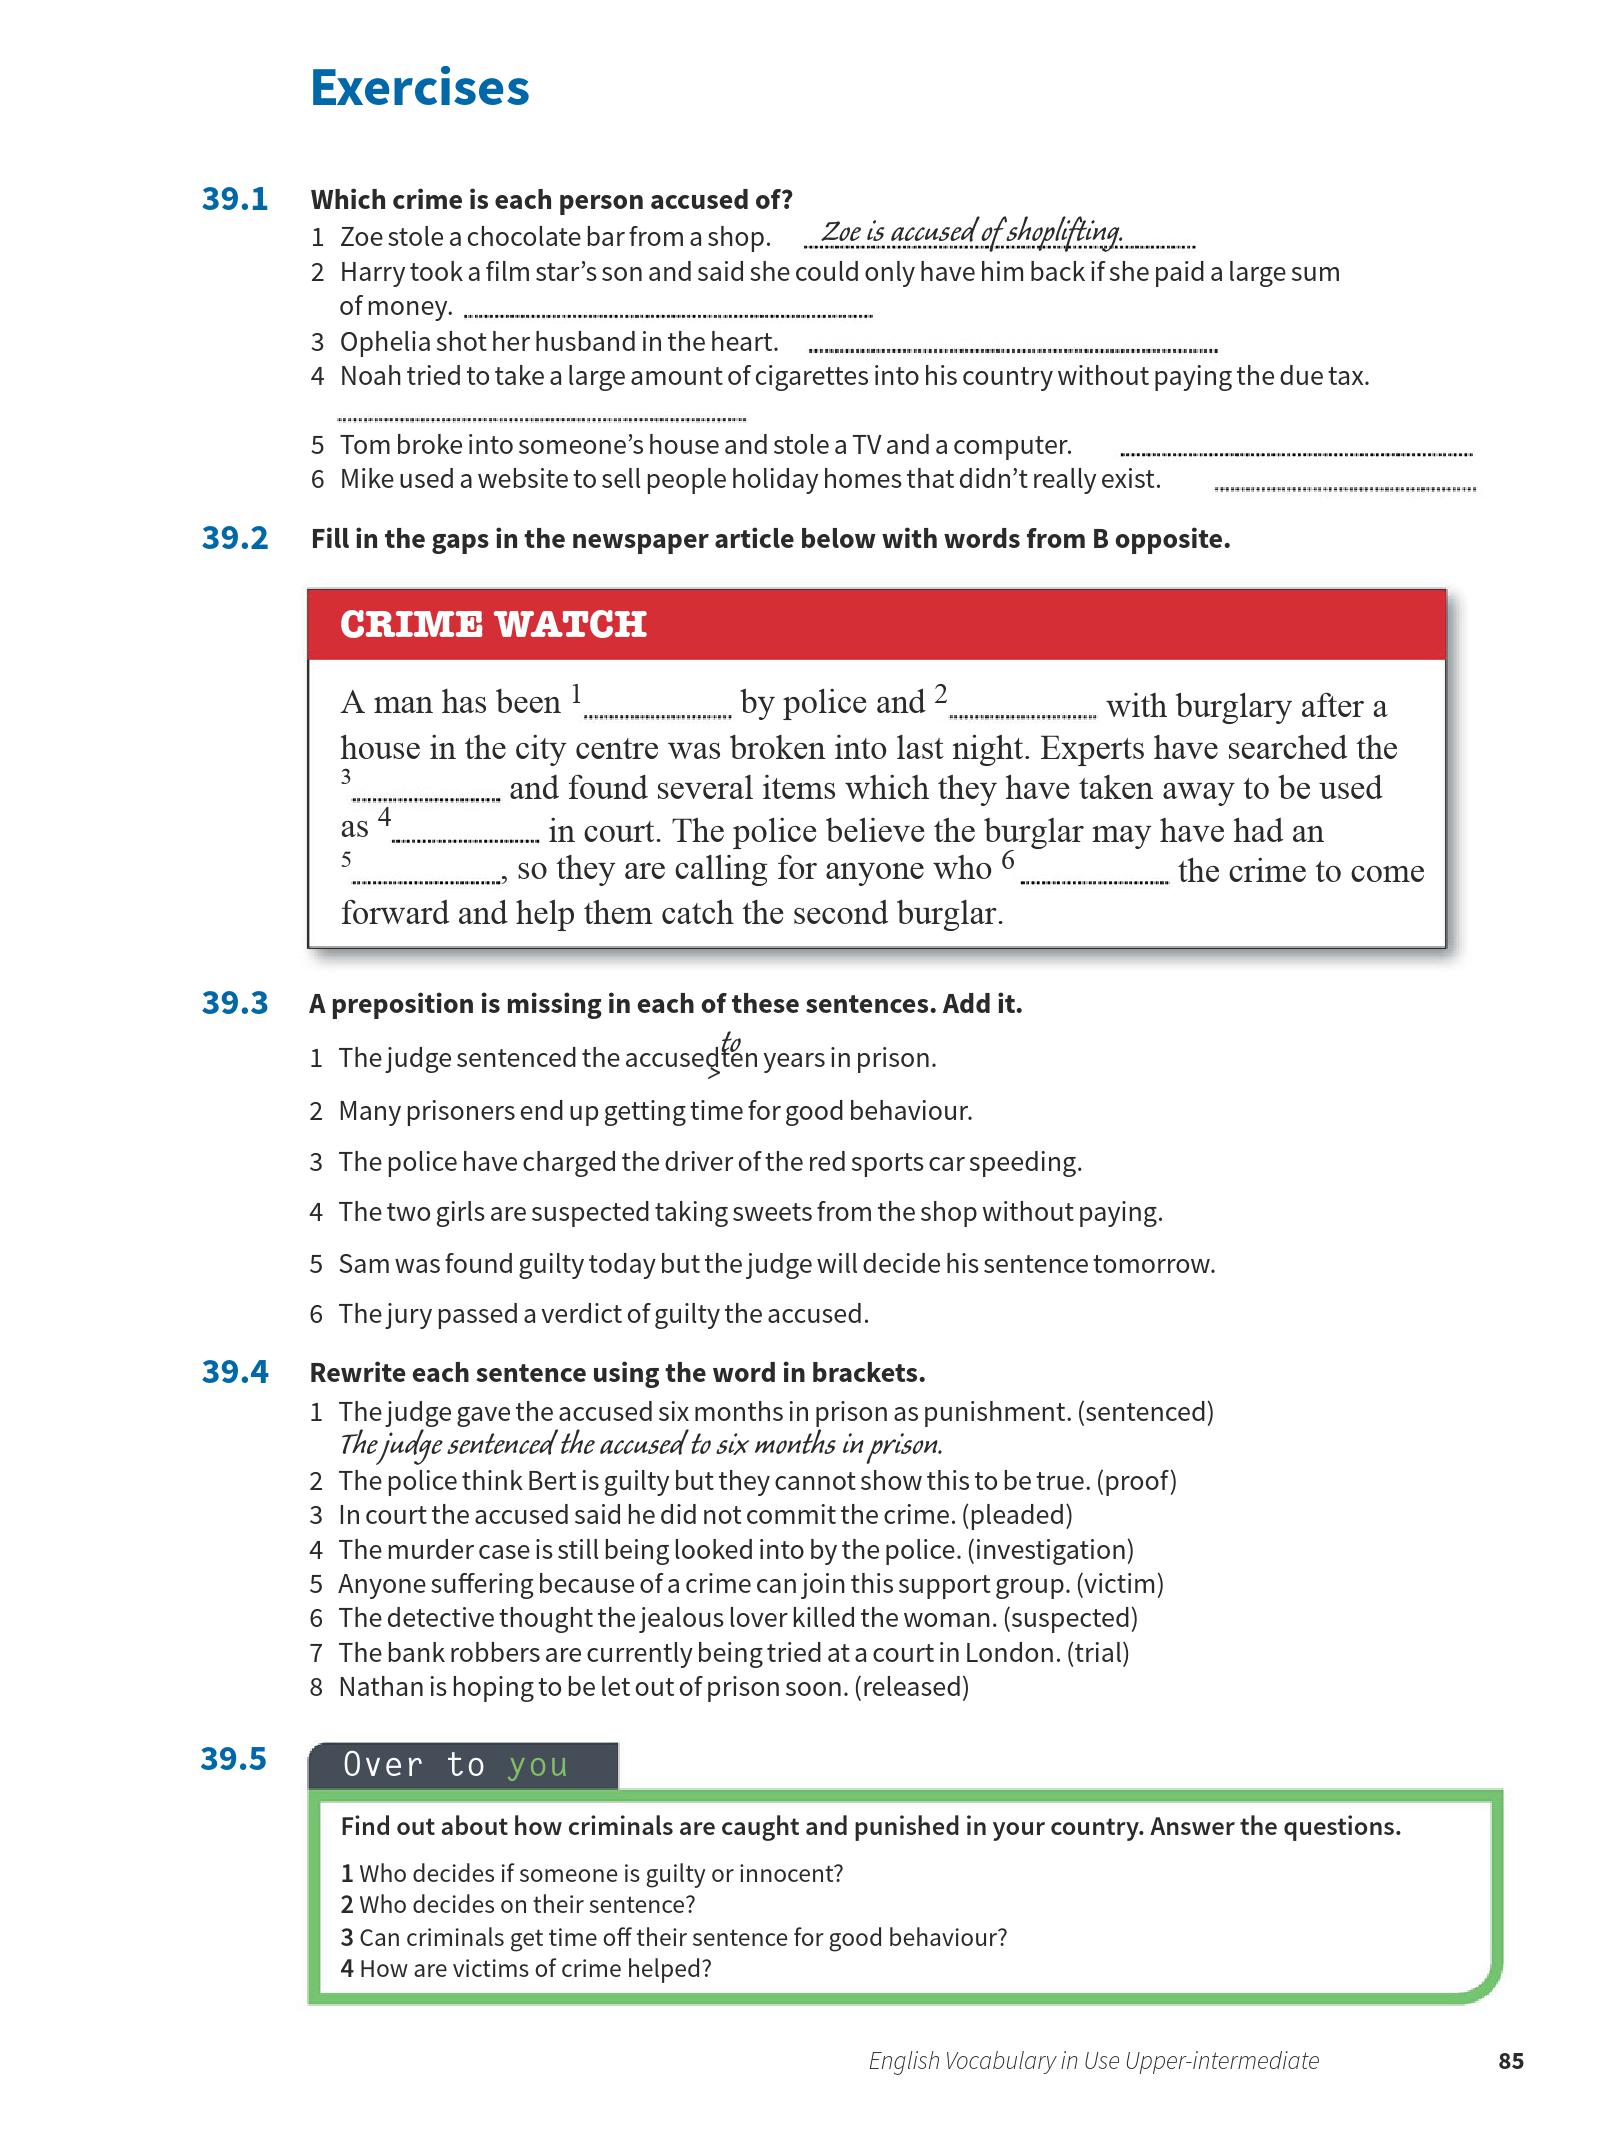 Exercises
39.1 Which crime is each person accused of?
1 Zoe stole a chocolate bar from a shop. Zoe is accused of shoplifting.
2 Harry took a film star’s son and said she could only have him back if she paid a large sum
of money.
3 Ophelia shot her husband in the heart.
4 Noah tried to take a large amount of cigarettes into his country without paying the due tax.
5 Tom broke into someone’s house and stole a TV and a computer.
6 Mike used a website to sell people holiday homes that didn’t really exist.
39.2 Fill in the gaps in the newspaper article below with words from B opposite.
CRIME WATCH
A man has been 1 by police and 2 with burglary after a
house in the city centre was broken into last night. Experts have searched the
3 and found several items which they have taken away to be used
as 4 in court. The police believe the burglar may have had an
5 , so they are calling for anyone who 6 the crime to come
forward and help them catch the second burglar.
39.3 A preposition is missing in each of these sentences. Add it.
to
1 The judge sentenced the accused ten years in prison.
>
2 Many prisoners end up getting time for good behaviour.
3 The police have charged the driver of the red sports car speeding.
4 The two girls are suspected taking sweets from the shop without paying.
5 Sam was found guilty today but the judge will decide his sentence tomorrow.
6 The jury passed a verdict of guilty the accused.
39.4 Rewrite each sentence using the word in brackets.
1 The judge gave the accused six months in prison as punishment. (sentenced)
The judge sentenced the accused to six months in prison.
2 The police think Bert is guilty but they cannot show this to be true. (proof)
3 In court the accused said he did not commit the crime. (pleaded)
4 The murder case is still being looked into by the police. (investigation)
5 Anyone suffering because of a crime can join this support group. (victim)
6 The detective thought the jealous lover killed the woman. (suspected)
7 The bank robbers are currently being tried at a court in London. (trial)
8 Nathan is hoping to be let out of prison soon. (released)
39.5 Over to you
Find out about how criminals are caught and punished in your country. Answer the questions.
1 Who decides if someone is guilty or innocent?
2 Who decides on their sentence?
3 Can criminals get time off their sentence for good behaviour?
4 How are victims of crime helped?
English Vocabulary in Use Upper-intermediate 85